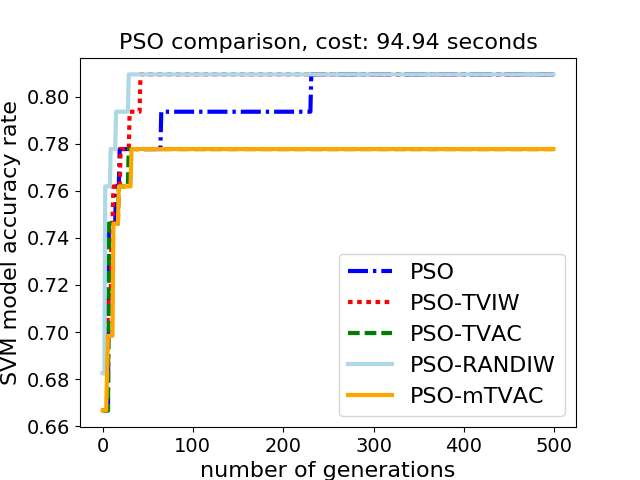 PSO comparison, cost: 94.94 seconds
SVM model accuracy rate
0.80
0.78
0.76
0.74
0.72
0.70
0.68
0.66
PSO
PSO-TVIW
PSO-TVAC
PSO-RANDIW
PSO-mTVAC
0 100 200 300 400 500
number of generations